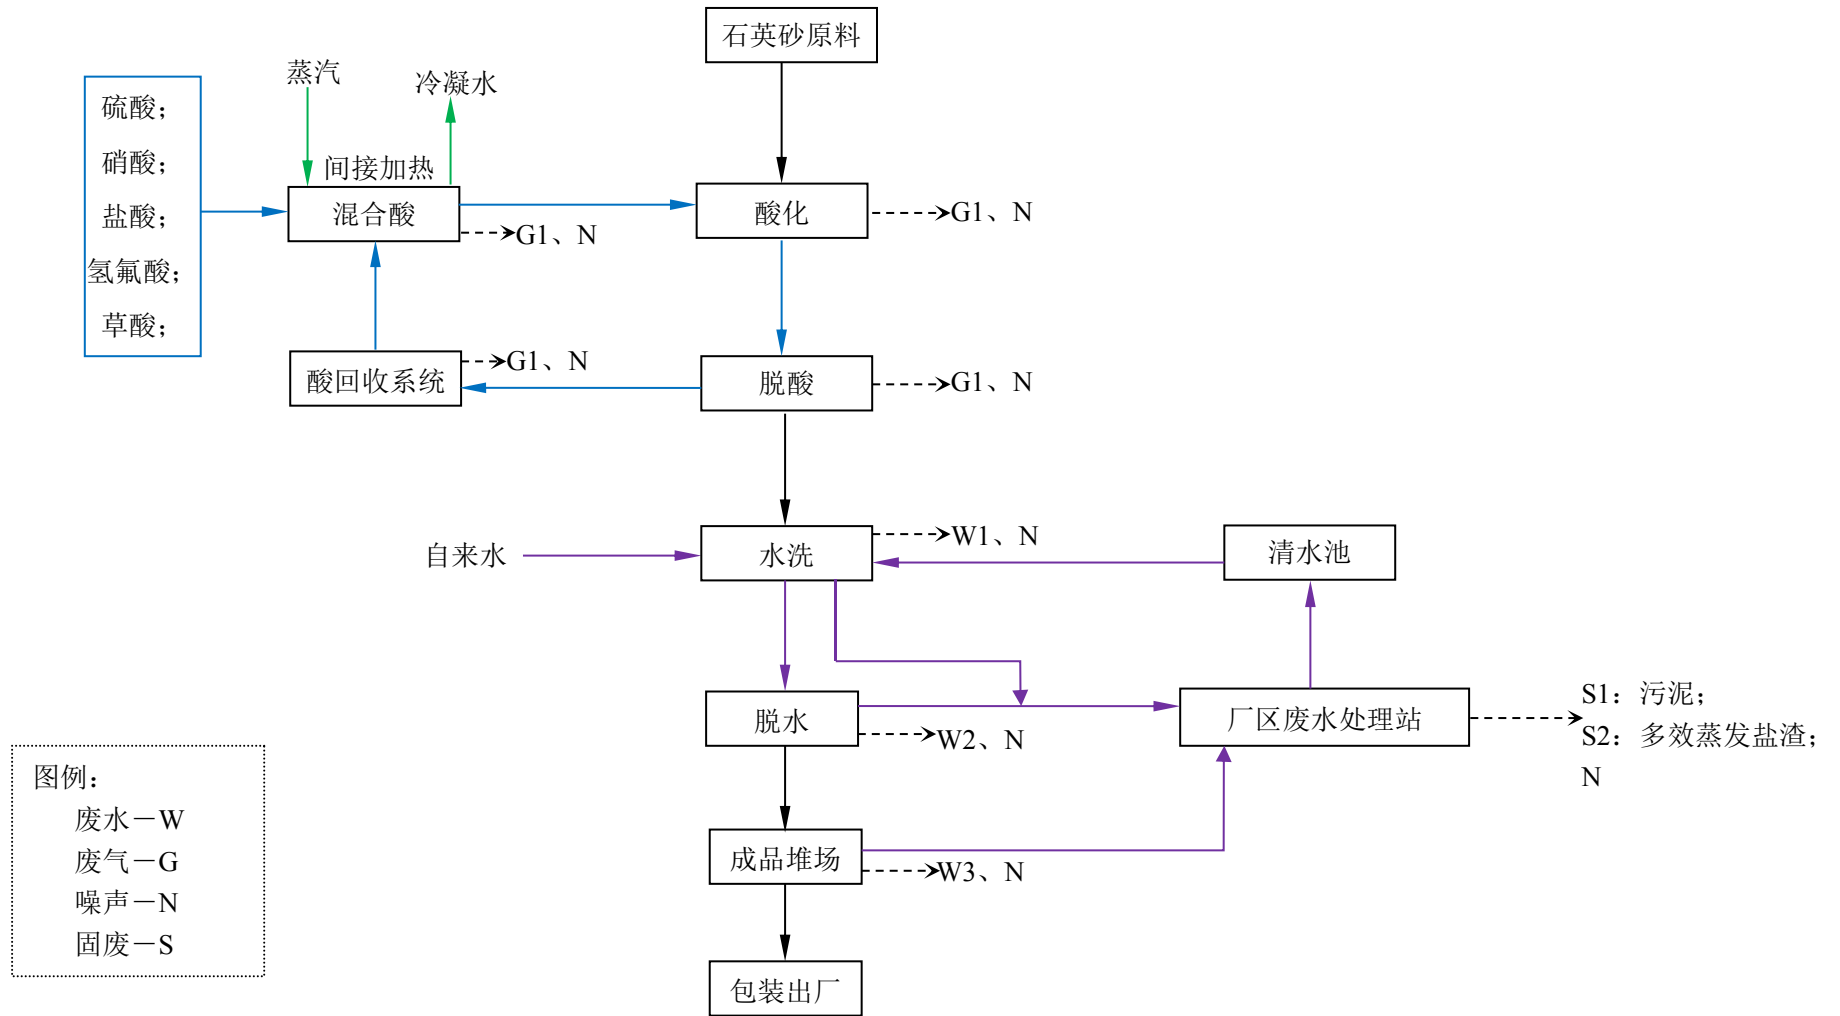 石英砂原料
蒸汽
冷凝水
硫酸；
硝酸；
盐酸；
氢氟酸；
草酸；
间接加热
混合酸
G1、N
酸化
G1、N
酸回收系统
G1、N
脱酸
G1、N
自来水
水洗
W1、N
清水池
脱水
W2、N
厂区废水处理站
S1：污泥；
S2：多效蒸发盐渣；
N
成品堆场
W3、N
包装出厂
图例：
废水－W
废气－G
噪声－N
固废－S